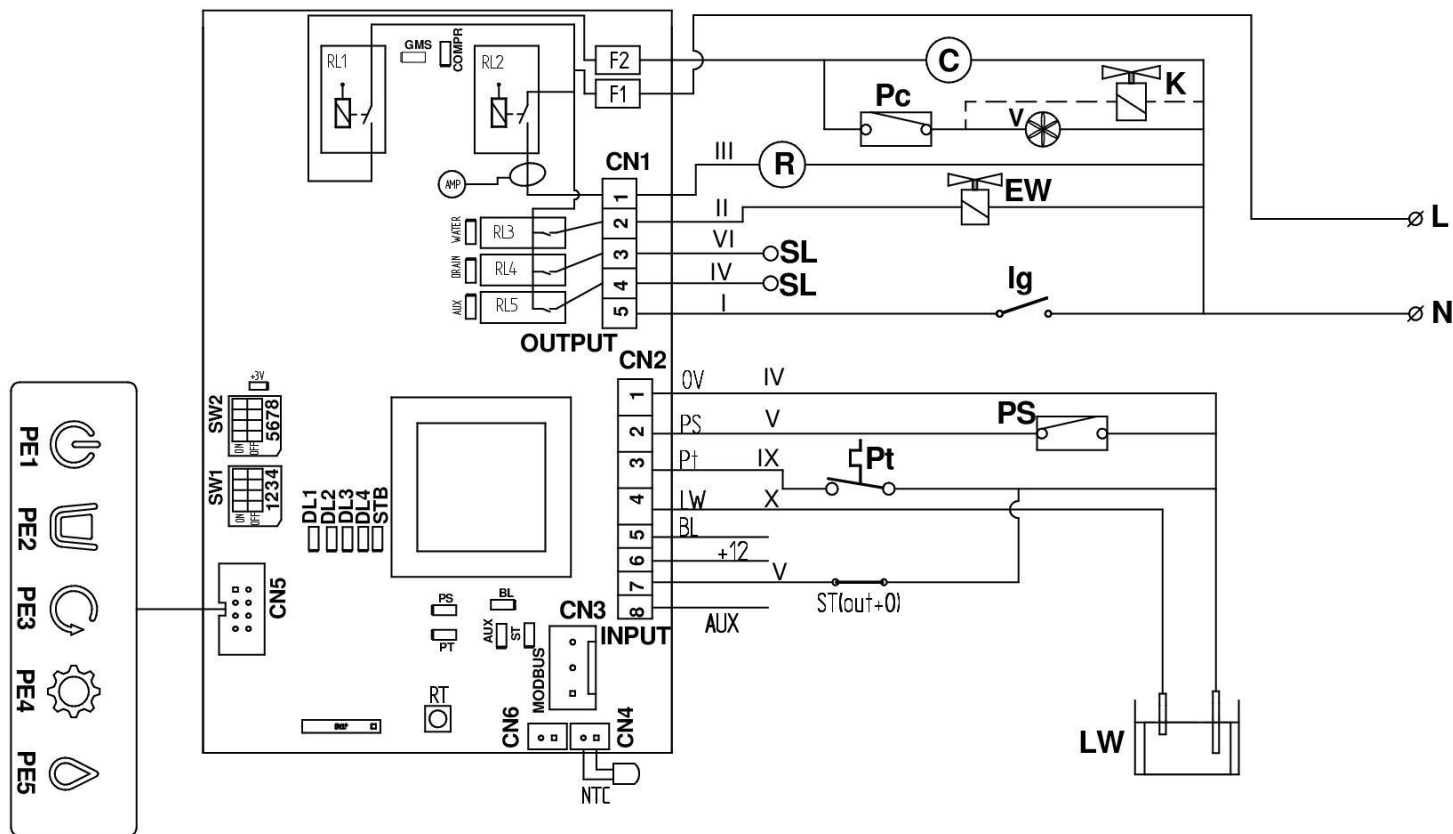 GMS
COMPR
RL1
RL2
F2
F1
C
K
Pc
V
CN1
AMP
III
R
1
II
EW
WATER
RL3
2
L
DRAIN
RL4
3
VI
SL
AUX
RL5
4
IV
SL
5
I
Ig
N
OUTPUT
CN2
+3V
SW2
5678
ON
OFF
SW1
1234
ON
OFF
1
0V
IV
2
PS
V
PS
3
Pt
IX
Pt
4
LW
X
5
BL
6
+12
7
V
ST(out+0)
8
AUX
INPUT
DL1
DL2
DL3
DL4
STB
PE1
PE2
PE3
PE4
PE5
CN5
PS
BL
PT
AUX
ST
CN3
MODBUS
RT
CN6
CN4
NTC
LW